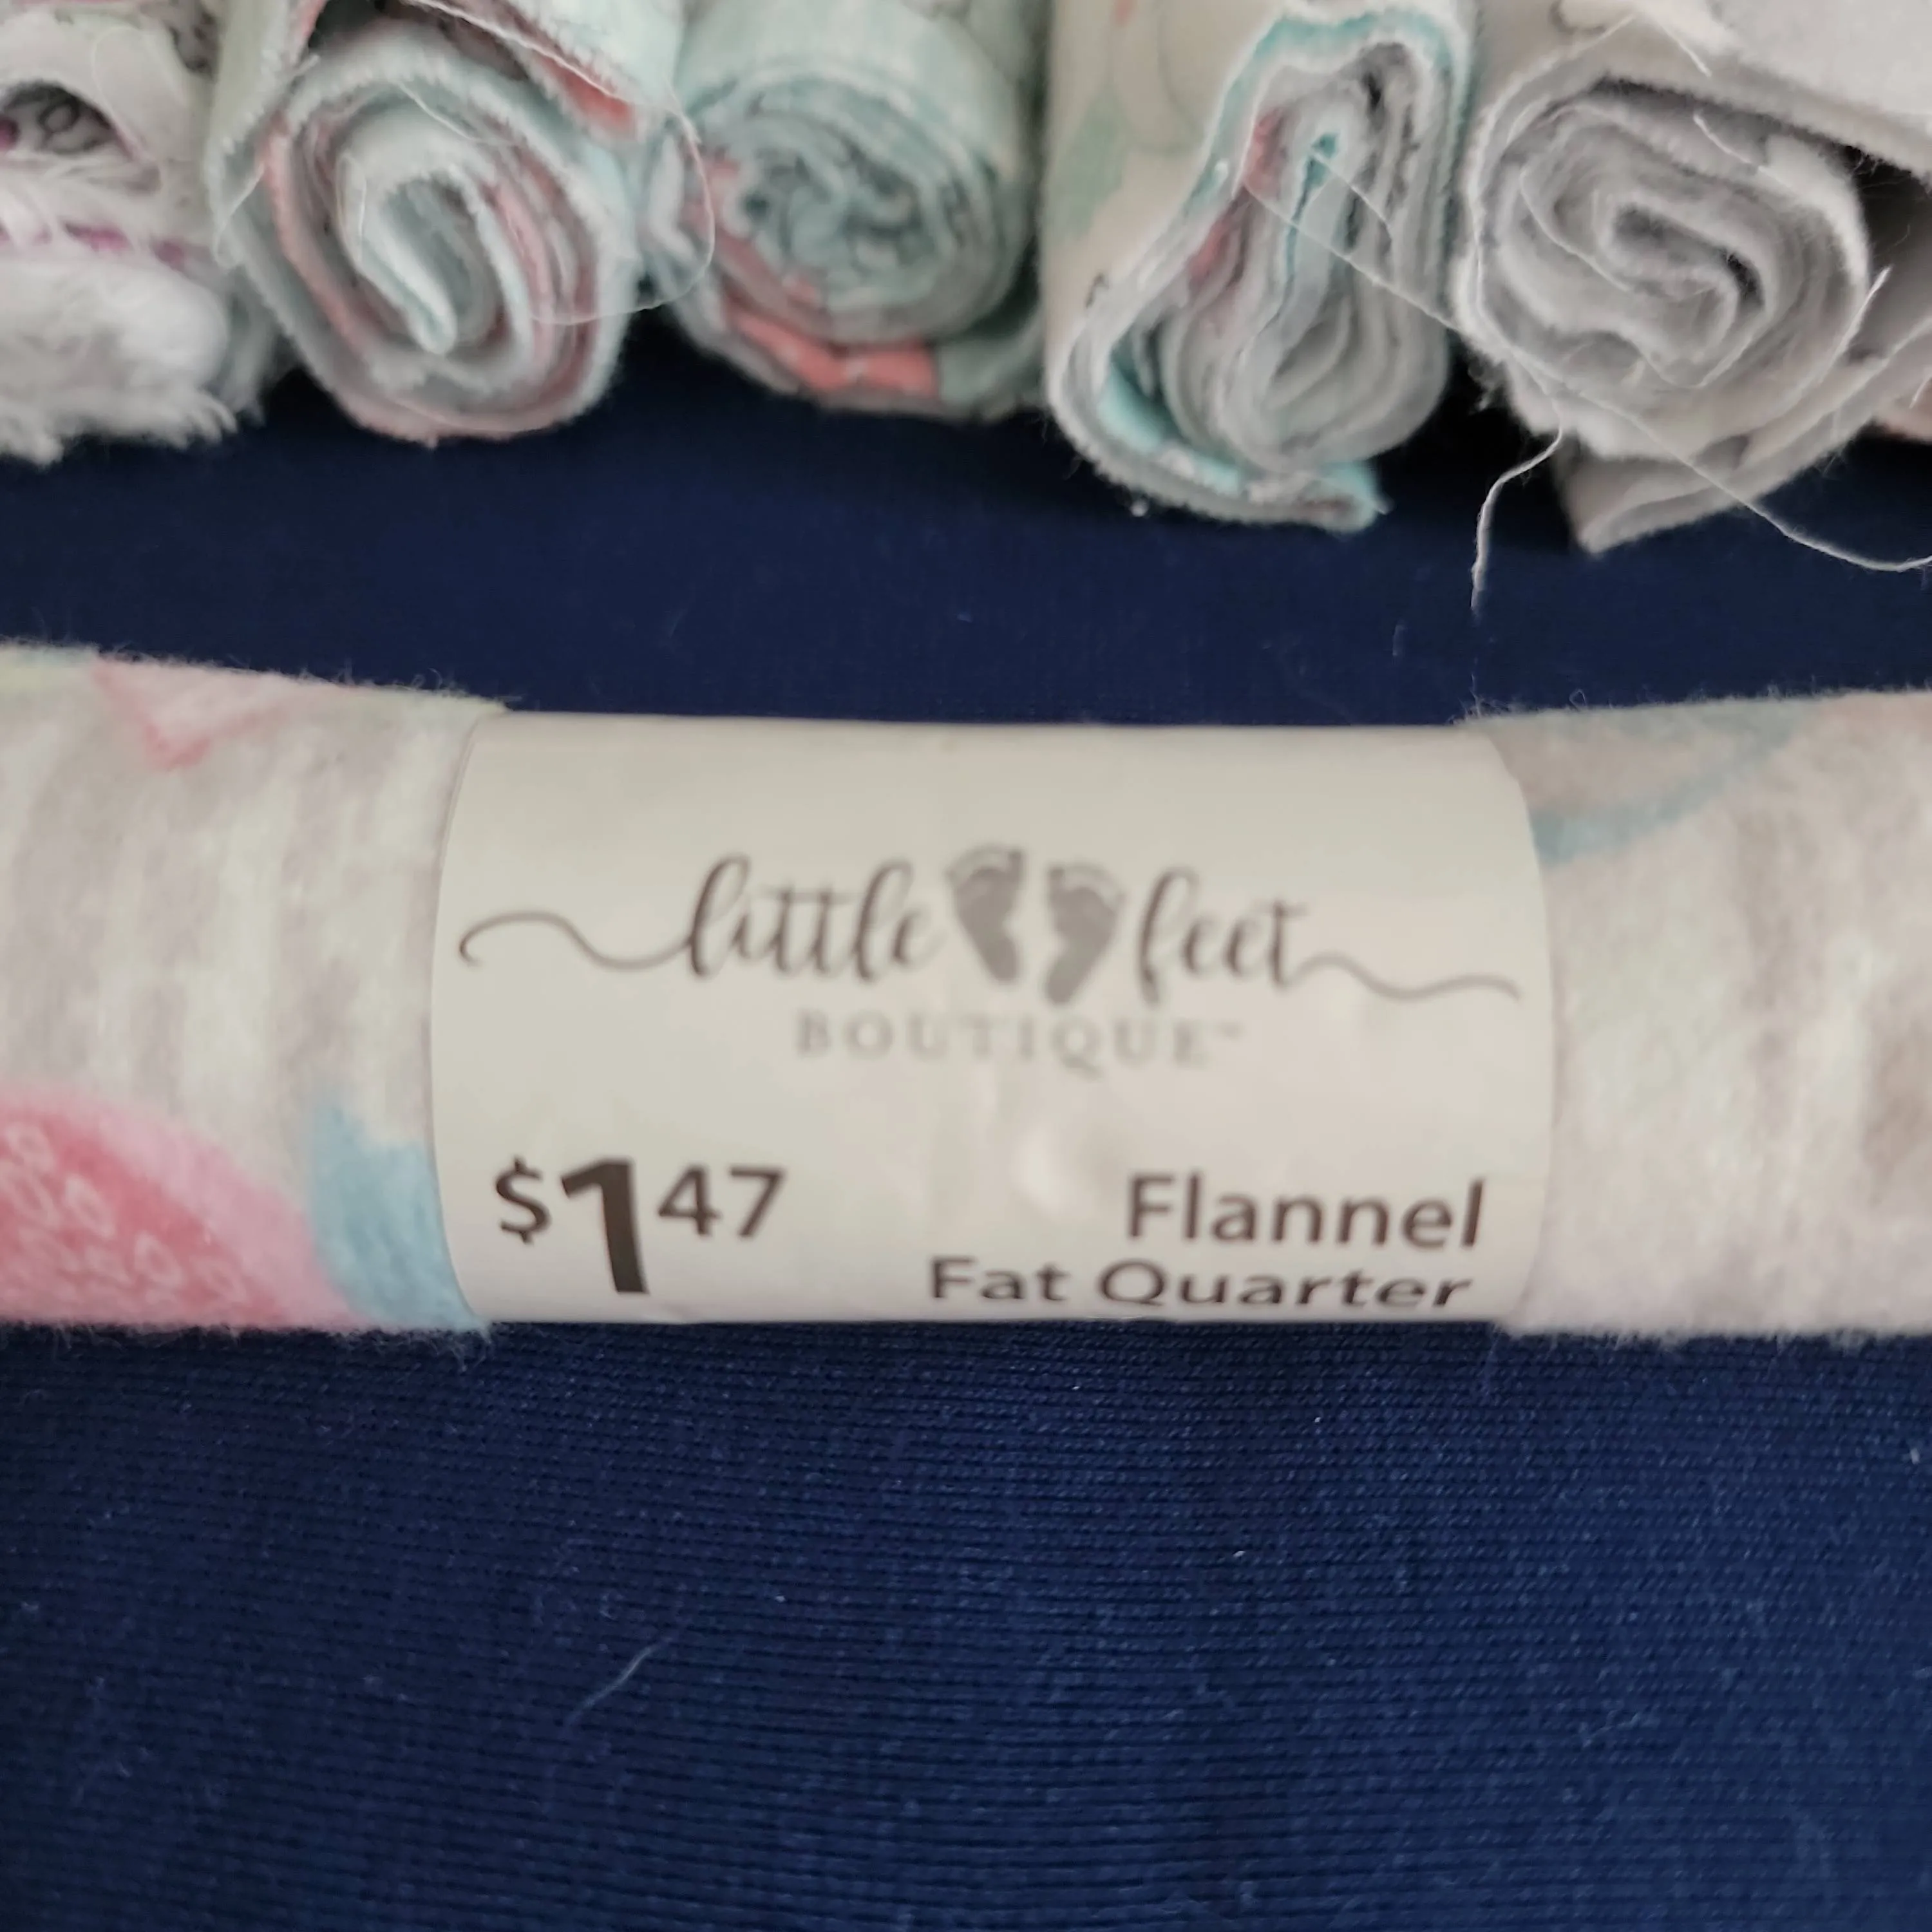 little feet
BOUTIQUE™
$1 47
Flannel
Fat Quarter